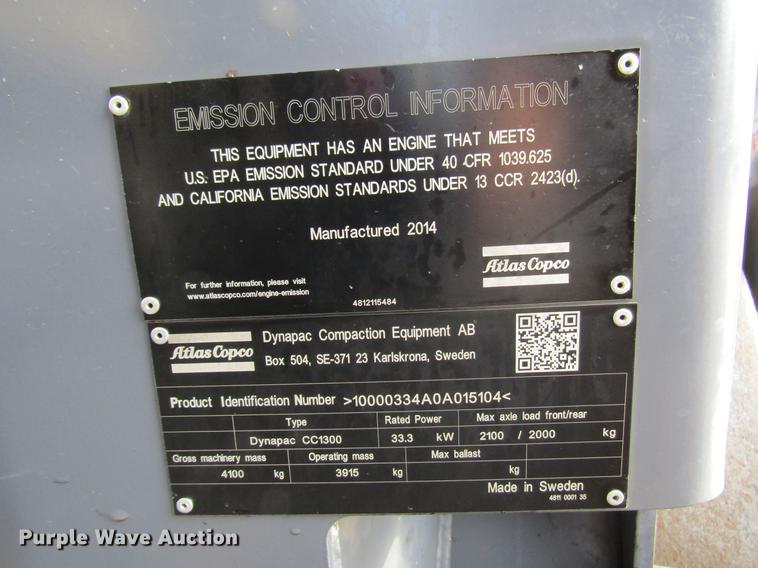 EMISSION CONTROL INFORMATION
THIS EQUIPMENT HAS AN ENGINE THAT MEETS
U.S. EPA EMISSION STANDARD UNDER 40 CFR 1039.625
AND CALIFORNIA EMISSION STANDARDS UNDER 13 CCR 2423(d).
Manufactured 2014
Atlas Copco
For further information, please visit
www.atlascopco.com/engine-emission
4812115484
Atlas Copco
Dynapac Compaction Equipment AB
Box 504, SE-371 23 Karlskrona, Sweden
Product Identification Number >10000334A0A015104<
Type Rated Power Max axle load front/rear
Dynapac CC1300 33.3 kW 2100 / 2000 kg
Gross machinery mass Operating mass Max ballast
4100 kg 3915 kg kg
Made in Sweden
4811 0001 35
Purple Wave Auction